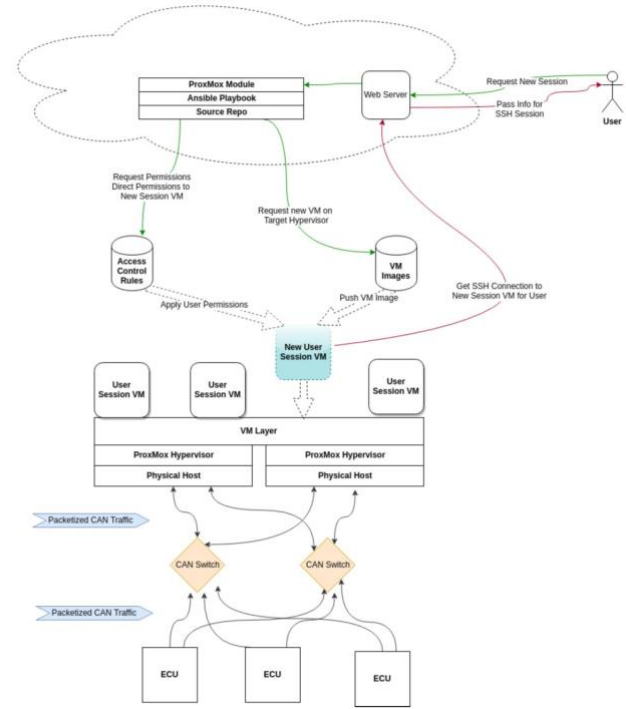 ProxMox Module
Ansible Playbook
Source Repo
Web Server
Request New Session
Pass Info for
SSH Session
User
Request Permissions
Direct Permissions to
New Session VM
Request new VM on
Target Hypervisor
Access
Control
Rules
VM
Images
Get SSH Connection to
New Session VM for User
Apply User Permissions
Push VM Image
New User
Session VM
User
Session VM
User
Session VM
User
Session VM
VM Layer
ProxMox Hypervisor
ProxMox Hypervisor
Physical Host
Physical Host
Packetized CAN Traffic
CAN Switch
CAN Switch
Packetized CAN Traffic
ECU
ECU
ECU